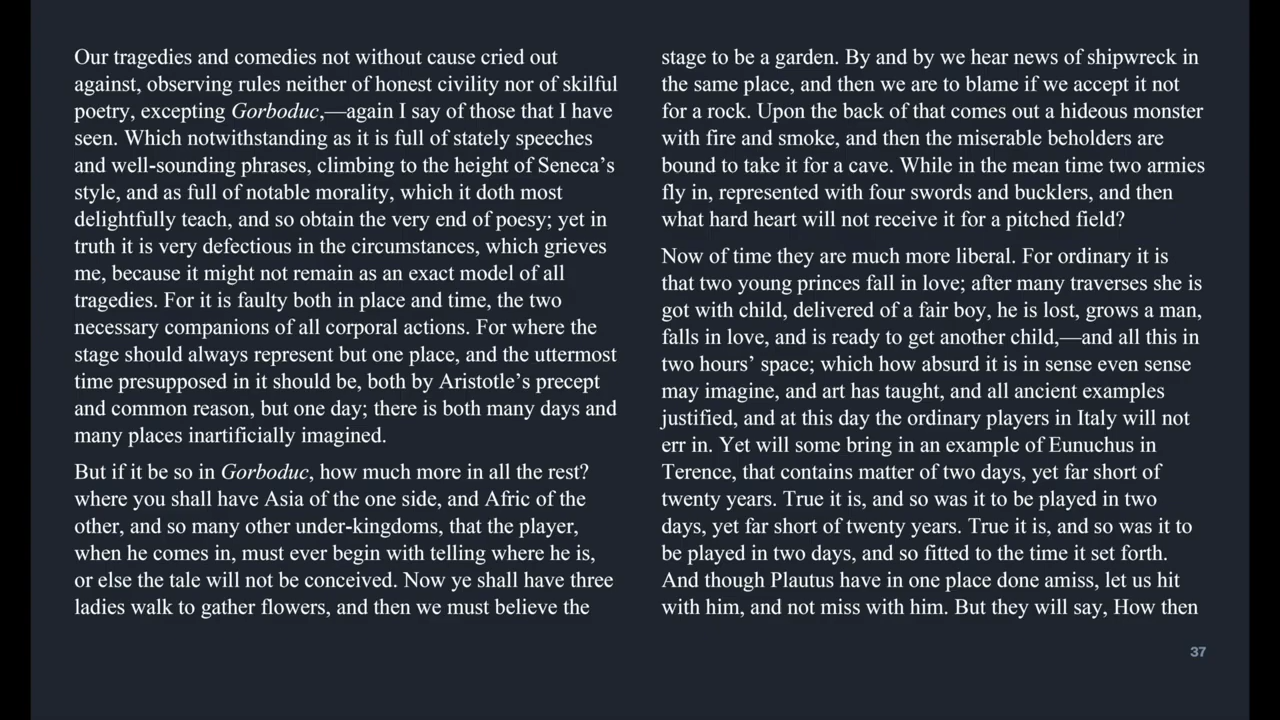 Our tragedies and comedies not without cause cried out
against, observing rules neither of honest civility nor of skilful
poetry, excepting Gorboduc,—again I say of those that I have
seen. Which notwithstanding as it is full of stately speeches
and well-sounding phrases, climbing to the height of Seneca’s
style, and as full of notable morality, which it doth most
delightfully teach, and so obtain the very end of poesy; yet in
truth it is very defectious in the circumstances, which grieves
me, because it might not remain as an exact model of all
tragedies. For it is faulty both in place and time, the two
necessary companions of all corporal actions. For where the
stage should always represent but one place, and the uttermost
time presupposed in it should be, both by Aristotle’s precept
and common reason, but one day; there is both many days and
many places inartificially imagined.
But if it be so in Gorboduc, how much more in all the rest?
where you shall have Asia of the one side, and Afric of the
other, and so many other under-kingdoms, that the player,
when he comes in, must ever begin with telling where he is,
or else the tale will not be conceived. Now ye shall have three
ladies walk to gather flowers, and then we must believe the
stage to be a garden. By and by we hear news of shipwreck in
the same place, and then we are to blame if we accept it not
for a rock. Upon the back of that comes out a hideous monster
with fire and smoke, and then the miserable beholders are
bound to take it for a cave. While in the mean time two armies
fly in, represented with four swords and bucklers, and then
what hard heart will not receive it for a pitched field?
Now of time they are much more liberal. For ordinary it is
that two young princes fall in love; after many traverses she is
got with child, delivered of a fair boy, he is lost, grows a man,
falls in love, and is ready to get another child,—and all this in
two hours’ space; which how absurd it is in sense even sense
may imagine, and art has taught, and all ancient examples
justified, and at this day the ordinary players in Italy will not
err in. Yet will some bring in an example of Eunuchus in
Terence, that contains matter of two days, yet far short of
twenty years. True it is, and so was it to be played in two
days, yet far short of twenty years. True it is, and so was it to
be played in two days, and so fitted to the time it set forth.
And though Plautus have in one place done amiss, let us hit
with him, and not miss with him. But they will say, How then
37